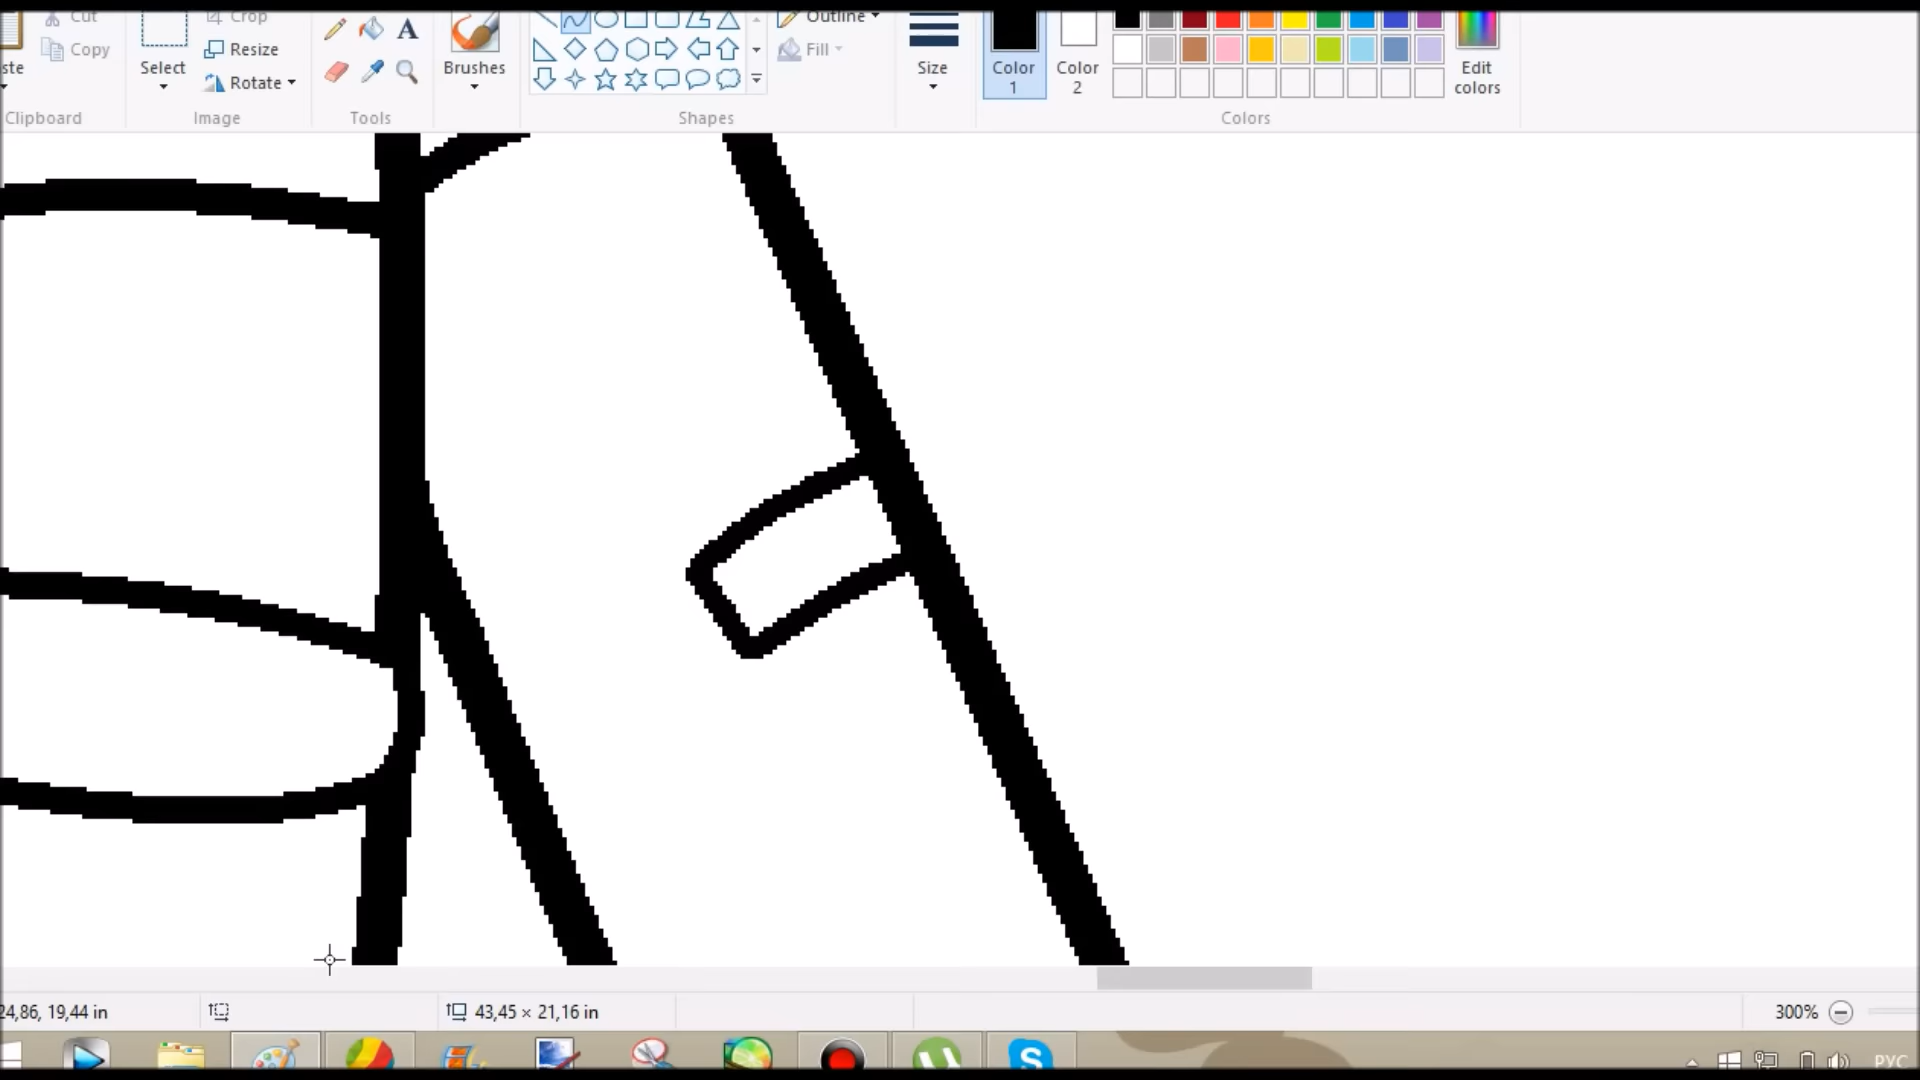 Cut
Crop
Outline
ste
Copy
Select
Resize
Rotate
A
Brushes
Fill
Size
Color
1
Color
2
Edit
colors
Clipboard
Image
Tools
Shapes
Colors
24,86, 19,44 in
43,45 × 21,16 in
300%
РУС